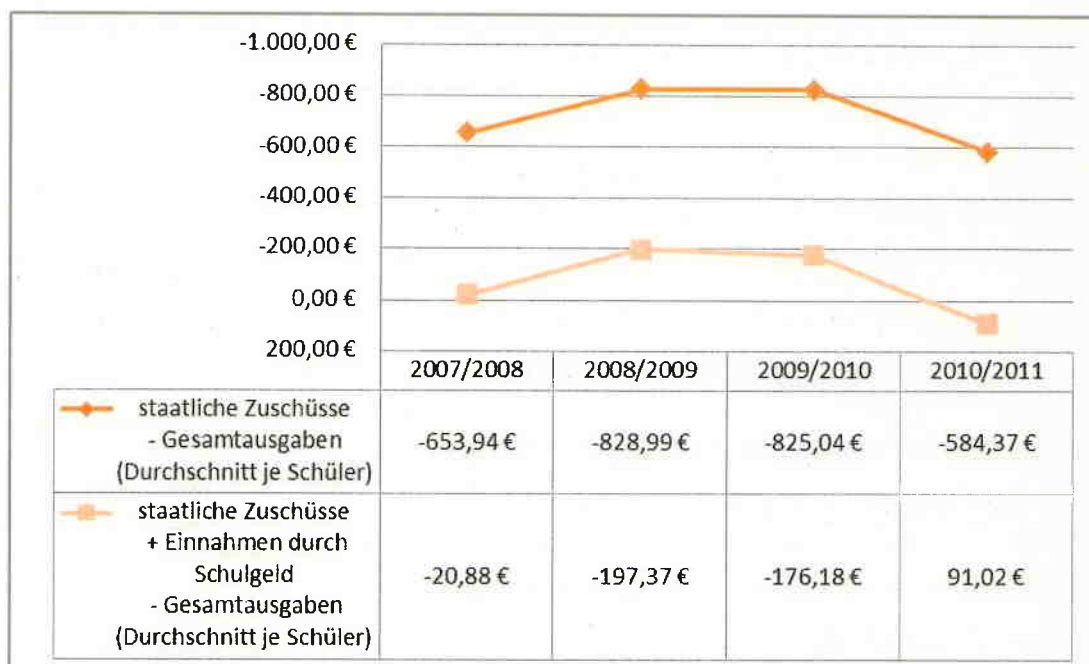 -1.000,00 €
-800,00 €
-600,00 €
-400,00 €
-200,00 €
0,00 €
200,00 €
2007/2008 2008/2009 2009/2010 2010/2011
staatliche Zuschüsse
- Gesamtausgaben
(Durchschnitt je Schüler)
-653,94 € -828,99 € -825,04 € -584,37 €
staatliche Zuschüsse
+ Einnahmen durch
Schulgeld
- Gesamtausgaben
(Durchschnitt je Schüler)
-20,88 € -197,37 € -176,18 € 91,02 €